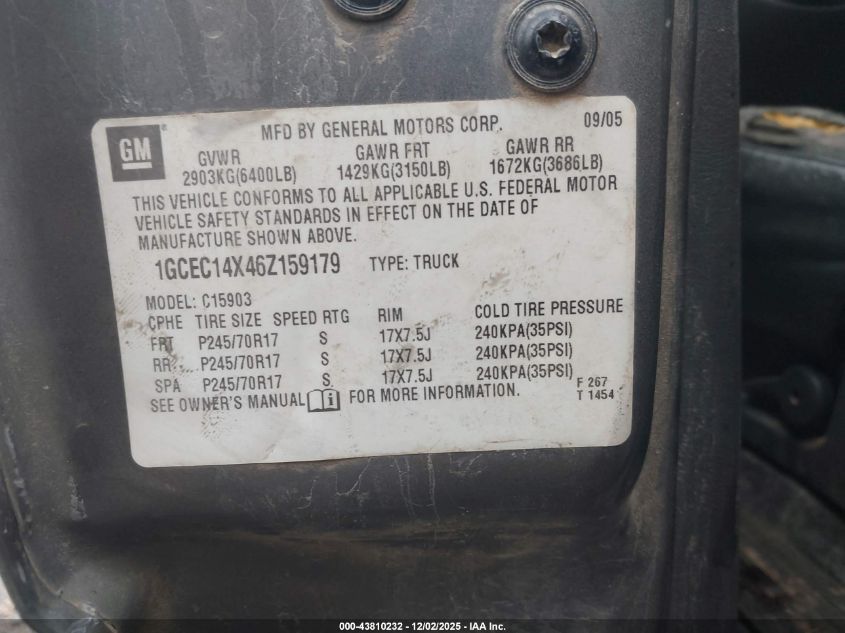 GM
MFD BY GENERAL MOTORS CORP. 09/05
GVWR GAWR FRT GAWR RR
2903KG(6400LB) 1429KG(3150LB) 1672KG(3686LB)
THIS VEHICLE CONFORMS TO ALL APPLICABLE U.S. FEDERAL MOTOR
VEHICLE SAFETY STANDARDS IN EFFECT ON THE DATE OF
MANUFACTURE SHOWN ABOVE.
1GCEC14X46Z159179 TYPE: TRUCK
MODEL: C15903
CPHE TIRE SIZE SPEED RTG RIM COLD TIRE PRESSURE
FRT P245/70R17 S 17X7.5J 240KPA(35PSI)
RR P245/70R17 S 17X7.5J 240KPA(35PSI)
SPA P245/70R17 S 17X7.5J 240KPA(35PSI)
SEE OWNER'S MANUAL i FOR MORE INFORMATION.
F 267
T 1454
000-43810232 - 12/02/2025 - IAA Inc.